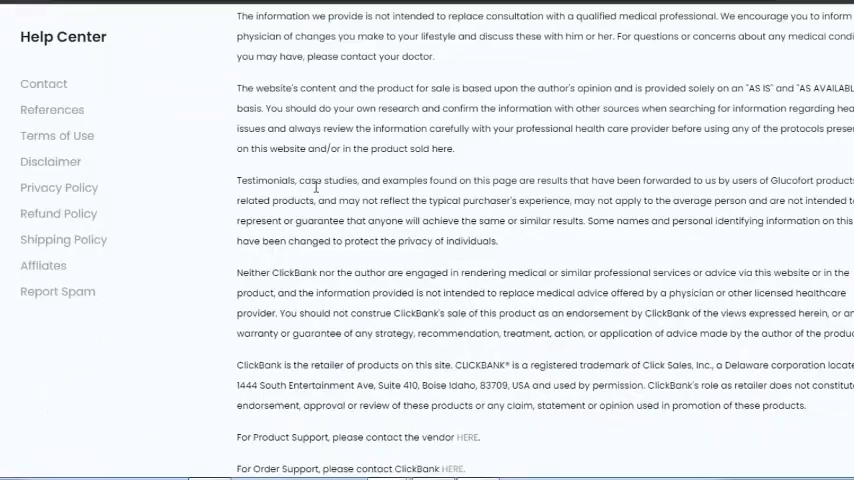 Help Center
Contact
References
Terms of Use
Disclaimer
Privacy Policy
Refund Policy
Shipping Policy
Affliates
Report Spam
The information we provide is not intended to replace consultation with a qualified medical professional. We encourage you to inform
physician of changes you make to your lifestyle and discuss these with him or her. For questions or concerns about any medical
you may have, please contact your doctor.
The website's content and the product for sale is based upon the author's opinion and is provided solely on an "AS IS" and "AS
basis. You should do your own research and confirm the information with other sources when searching for information regarding
issues and always review the information carefully with your professional health care provider before using any of the protocols
on this website and/or in the product sold here.
Testimonials, case studies, and examples found on this page are results that have been forwarded to us by users of Glucofort products
related products, and may not reflect the typical purchaser's experience, may not apply to the average person and are not intended to
represent or guarantee that anyone will achieve the same or similar results. Some names and personal identifying information on this
have been changed to protect the privacy of individuals.
Neither ClickBank nor the author are engaged in rendering medical or similar professional services or advice via this website or in the
product, and the information provided is not intended to replace medical advice offered by a physician or other licensed healthcare
provider. You should not construe ClickBank's sale of this product as an endorsement by ClickBank of the views expressed herein, or
warranty or guarantee of any strategy, recommendation, treatment, action, or application of advice made by the author of the
ClickBank is the retailer of products on this site. CLICKBANK® is a registered trademark of Click Sales, Inc., a Delaware corporation
1444 South Entertainment Ave, Suite 410, Boise Idaho, 83709, USA and used by permission. ClickBank's role as retailer does not
endorsement, approval or review of these products or any claim, statement or opinion used in promotion of these products.
For Product Support, please contact the vendor HERE.
For Order Support, please contact ClickBank HERE.